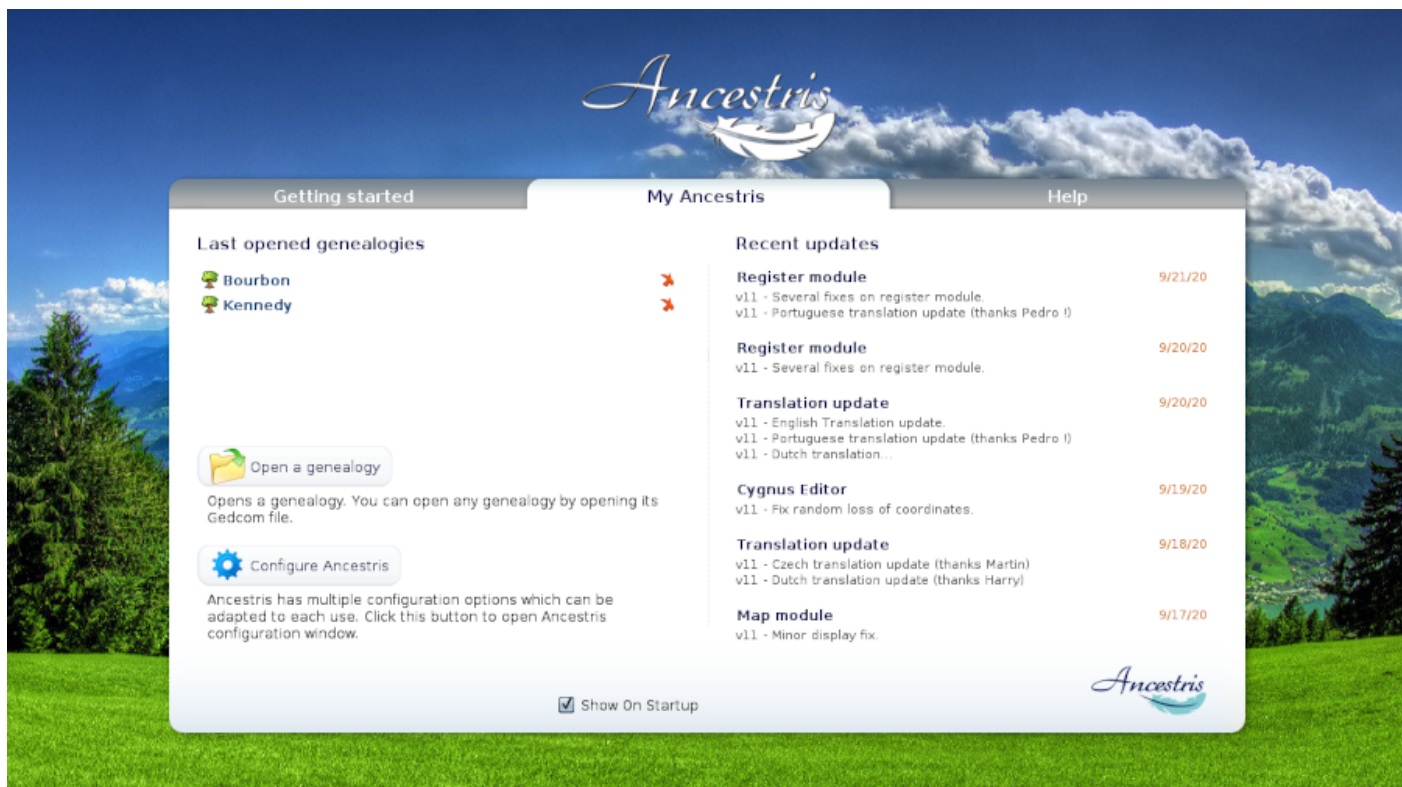 Ancestris
Getting started
My Ancestris
Help
Last opened genealogies
Bourbon
Kennedy
Open a genealogy
Opens a genealogy. You can open any genealogy by opening its
Gedcom file.
Configure Ancestris
Ancestris has multiple configuration options which can be
adapted to each use. Click this button to open Ancestris
configuration window.
Recent updates
Register module 9/21/20
v11 - Several fixes on register module.
v11 - Portuguese translation update (thanks Pedro !)
Register module 9/20/20
v11 - Several fixes on register module.
Translation update 9/20/20
v11 - English Translation update.
v11 - Portuguese translation update (thanks Pedro !)
v11 - Dutch translation...
Cygnus Editor 9/19/20
v11 - Fix random loss of coordinates.
Translation update 9/18/20
v11 - Czech translation update (thanks Martin)
v11 - Dutch translation update (thanks Harry)
Map module 9/17/20
v11 - Minor display fix.
Ancestris
Show On Startup